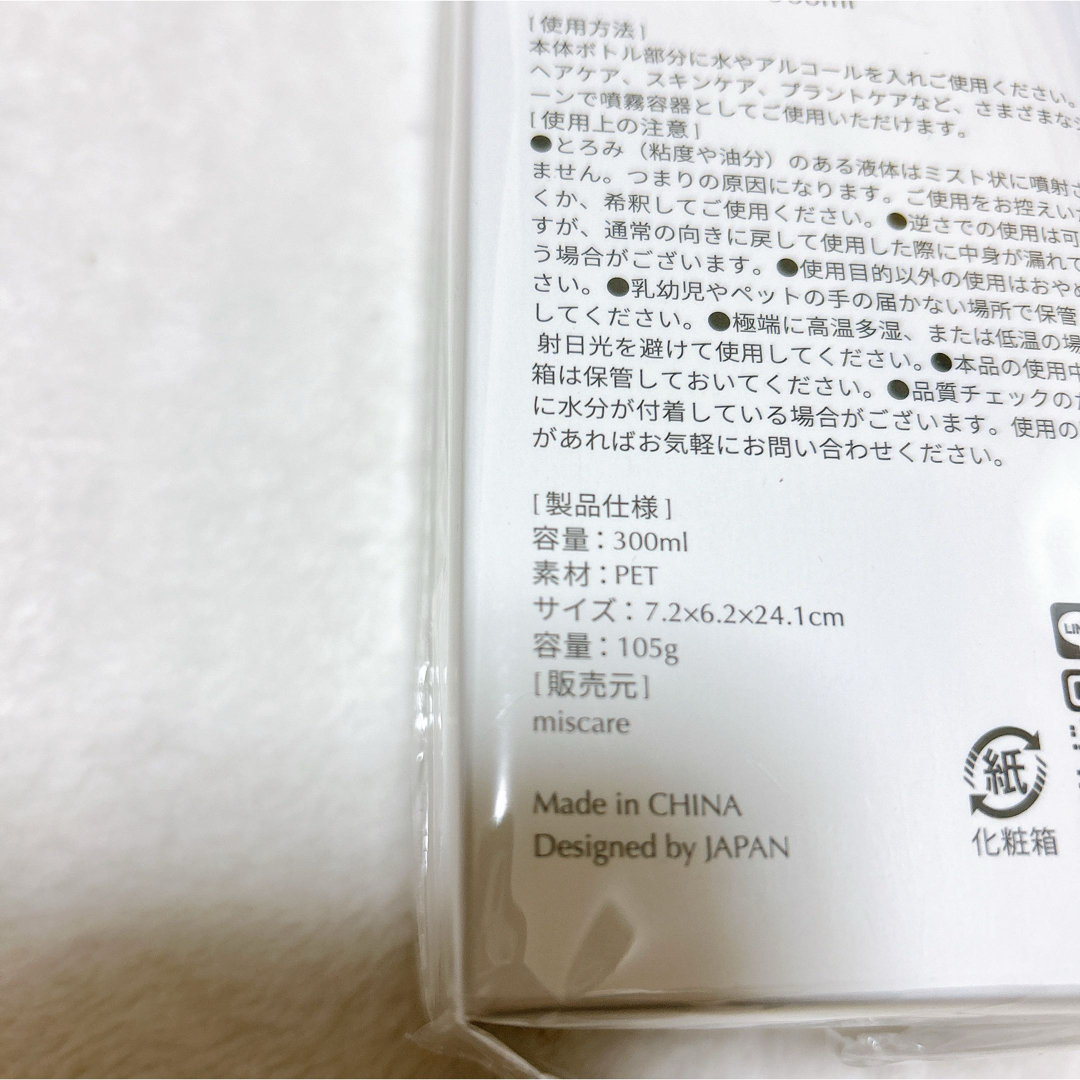 [使用方法]
本体ボトル部分に水やアルコールを入れご使用ください。
ヘアケア、スキンケア、プラントケアなど、さまざまな
ーンで噴霧容器としてご使用いただけます。
[使用上の注意]
●とろみ（粘度や油分）のある液体はミスト状に噴射さ
ません。つまりの原因になります。ご使用をお控えい
くか、希釈してご使用ください。●逆さでの使用は可
すが、通常の向きに戻して使用した際に中身が漏れて
う場合がございます。●使用目的以外の使用はおやめ
さい。●乳幼児やペットの手の届かない場所で保管
してください。●極端に高温多湿、または低温の場
射日光を避けて使用してください。●本品の使用中
箱は保管しておいてください。●品質チェックのた
に水分が付着している場合がございます。使用の
があればお気軽にお問い合わせください。
[製品仕様]
容量：300ml
素材：PET
サイズ：7.2×6.2×24.1cm
容量：105g
[販売元]
miscare
Made in CHINA
Designed by JAPAN
紙
化粧箱